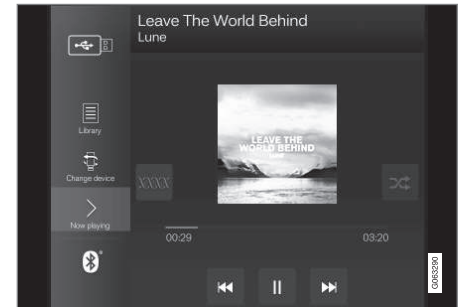 Leave The World Behind
Lune
Library
Change device
Now playing
LEAVE THE
WORLD BEHIND
LUNE
XXXX
00:29
03:20
G063290